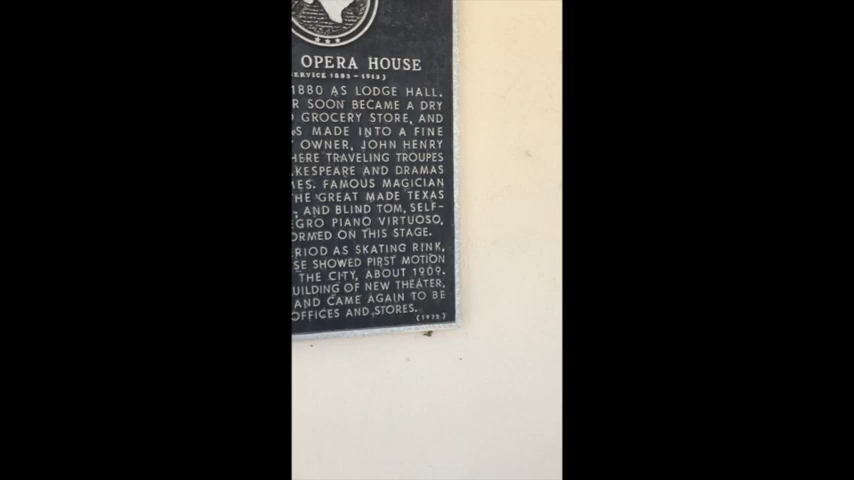 OPERA HOUSE
SERVICE 1883-1913)
1880 AS LODGE HALL.
SOON BECAME A DRY
GROCERY STORE, AND
MADE INTO A FINE
OWNER, JOHN HENRY
HERE TRAVELING TROUPES
AKESPEARE AND DRAMAS
MES. FAMOUS MAGICIAN
HE GREAT MADE TEXAS
; AND BLIND TOM, SELF-
EGRO PIANO VIRTUOSO,
ORMED ON THIS STAGE.
RIOD AS SKATING RINK,
SE SHOWED FIRST MOTION
THE CITY, ABOUT 1909.
UILDING OF NEW THEATER,
AND CAME AGAIN TO BE
OFFICES AND STORES.
(1972)